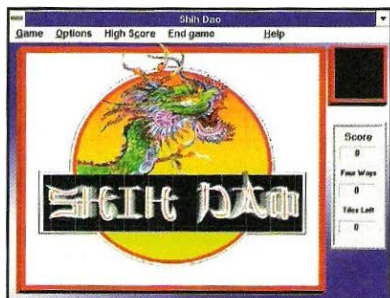 Shih Dao
Game Options High Score End game Help
SHIH DAO
Score
0
Four Ways
0
Tiles Left
0